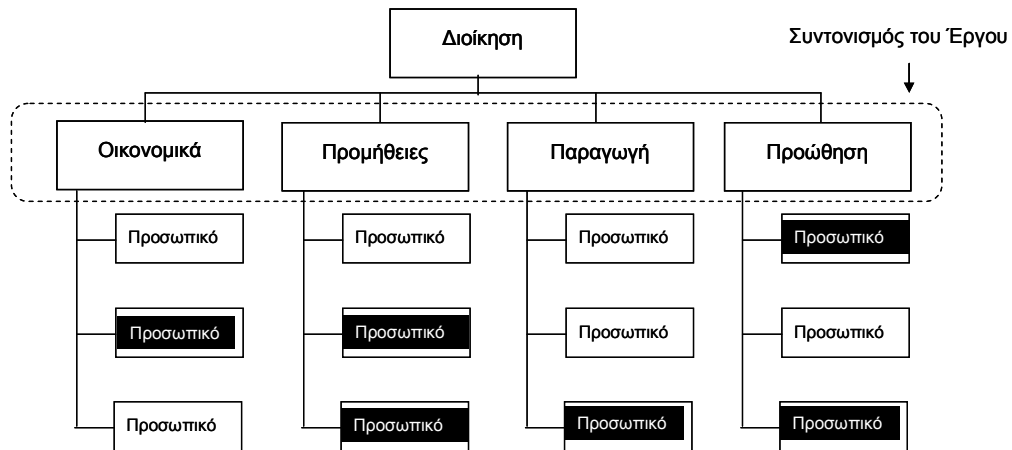 Διοίκηση
Συντονισμός του Έργου
Οικονομικά
Προμήθειες
Παραγωγή
Προώθηση
Προσωπικό
Προσωπικό
Προσωπικό
Προσωπικό
Προσωπικό
Προσωπικό
Προσωπικό
Προσωπικό
Προσωπικό
Προσωπικό
Προσωπικό
Προσωπικό